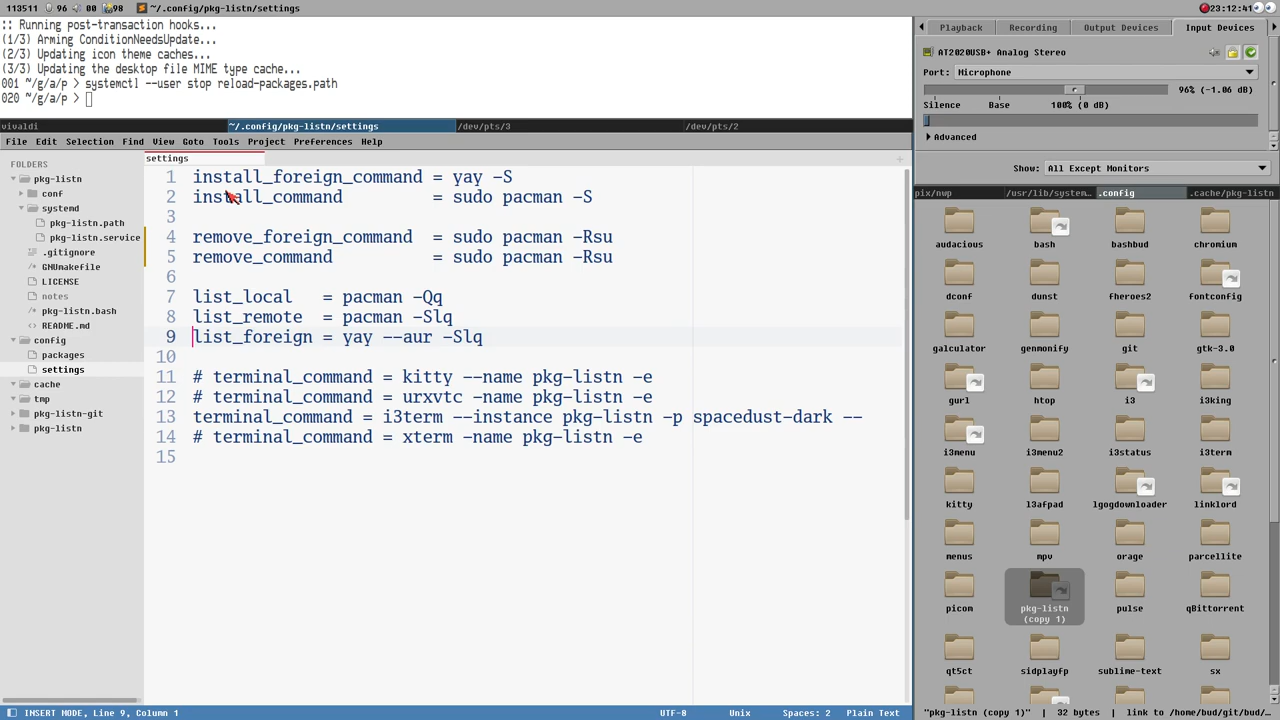 113511 96 00 98 ~/.config/pkg-listn/settings 23:12:41
:: Running post-transaction hooks...
(1/3) Arming ConditionNeedsUpdate...
(2/3) Updating icon theme caches...
(3/3) Updating the desktop file MIME type cache...
001 ~/g/a/p > systemctl --user stop reload-packages.path
020 ~/g/a/p >
vivaldi ~/.config/pkg-listn/settings /dev/pts/3 /dev/pts/2
File Edit Selection Find View Goto Tools Project Preferences Help
FOLDERS
pkg-listn
conf
systemd
pkg-listn.path
pkg-listn.service
.gitignore
GNUmakefile
LICENSE
notes
pkg-listn.bash
README.md
config
packages
settings
cache
tmp
pkg-listn-git
pkg-listn
settings
1 install_foreign_command = yay -S
2 install_command = sudo pacman -S
3
4 remove_foreign_command = sudo pacman -Rsu
5 remove_command = sudo pacman -Rsu
6
7 list_local = pacman -Qq
8 list_remote = pacman -Slq
9 list_foreign = yay --aur -Slq
10
11 # terminal_command = kitty --name pkg-listn -e
12 # terminal_command = urxvtc -name pkg-listn -e
13 terminal_command = i3term --instance pkg-listn -p spacedust-dark --
14 # terminal_command = xterm -name pkg-listn -e
15
INSERT MODE, Line 9, Column 1 UTF-8 Unix Spaces: 2 Plain Text
Playback Recording Output Devices Input Devices
AT2020USB+ Analog Stereo
Port: Microphone
96% (-1.06 dB)
Silence Base 100% (0 dB)
Advanced
Show: All Except Monitors
pix/nwp /usr/lib/system… .config .cache/pkg-listn
audacious bash bashbud chromium
dconf dunst fheroes2 fontconfig
galculator genmonify git gtk-3.0
gurl htop i3 i3king
i3menu i3menu2 i3status i3term
kitty l3afpad lgogdownloader linklord
menus mpv orage parcellite
picom pkg-listn (copy 1) pulse qBittorrent
qt5ct sidplayfp sublime-text sx
"pkg-listn (copy 1)" | 32 bytes | link to /home/bud/git/bud/…